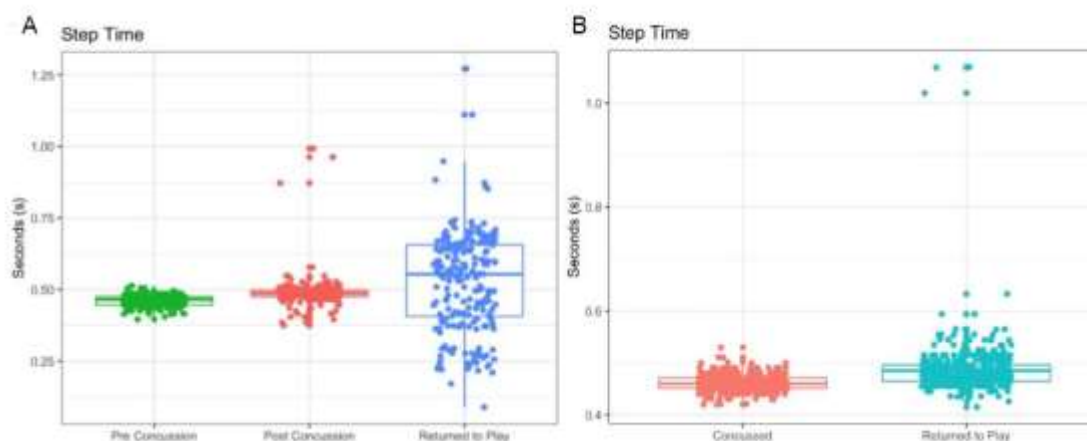 A
Step Time
Seconds (s)
1.25
1.00
0.75
0.50
0.25
Pre Concussion
Post Concussion
Returned to Play
B
Step Time
Seconds (s)
1.0
0.8
0.6
0.4
Concussed
Returned to Play